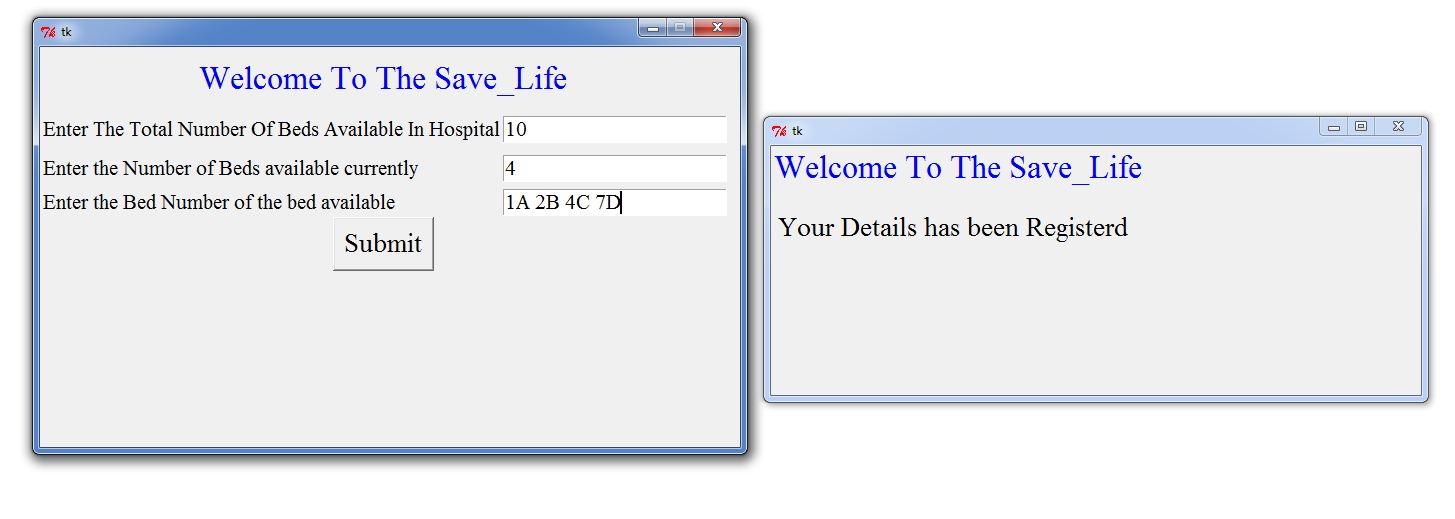 tk
Welcome To The Save_Life
Enter The Total Number Of Beds Available In Hospital 10
Enter the Number of Beds available currently 4
Enter the Bed Number of the bed available 1A 2B 4C 7D
Submit
tk
Welcome To The Save_Life
Your Details has been Registerd